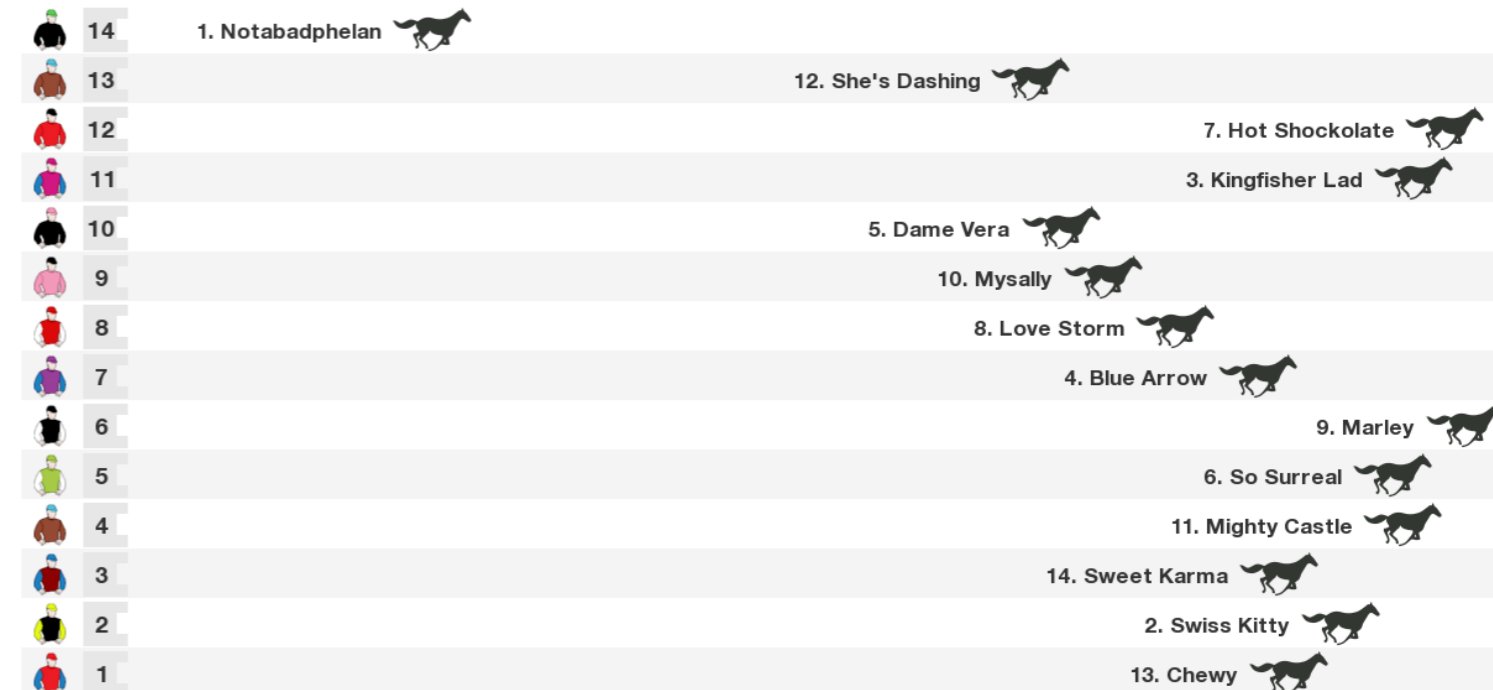 14 1. Notabadphelan
13 12. She's Dashing
12 7. Hot Shockolate
11 3. Kingfisher Lad
10 5. Dame Vera
9 10. Mysally
8 8. Love Storm
7 4. Blue Arrow
6 9. Marley
5 6. So Surreal
4 11. Mighty Castle
3 14. Sweet Karma
2 2. Swiss Kitty
1 13. Chewy